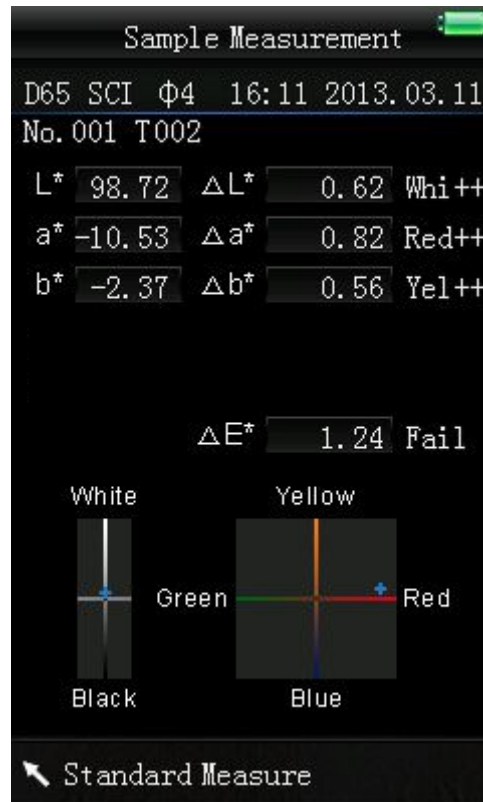 Sample Measurement
D65 SCI Φ4 16:11 2013.03.11
No.001 T002
L* 98.72 ΔL* 0.62 Whi++
a* -10.53 Δa* 0.82 Red++
b* -2.37 Δb* 0.56 Yel++
ΔE* 1.24 Fail
White Yellow
Green Red
Black Blue
Standard Measure